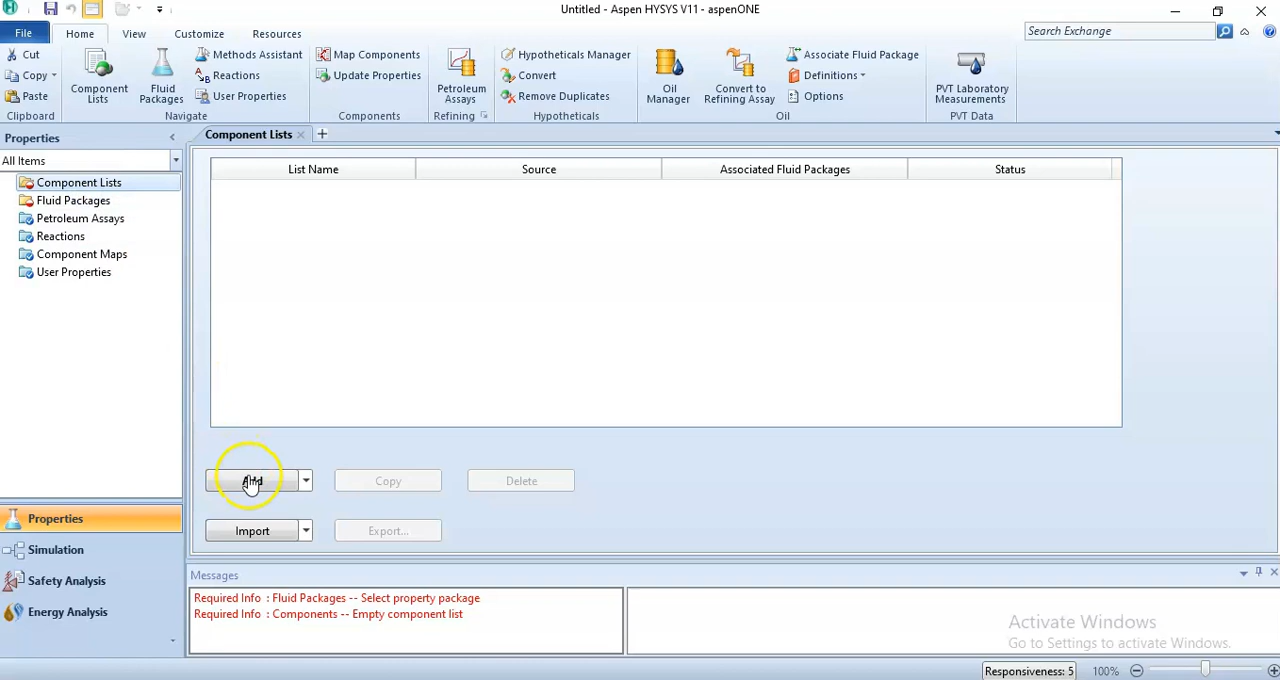 Untitled - Aspen HYSYS V11 - aspenONE
File
Home
View
Customize
Resources
Search Exchange
Cut
Copy
Paste
Clipboard
Component Lists
Fluid Packages
Methods Assistant
Reactions
User Properties
Navigate
Map Components
Update Properties
Components
Petroleum Assays
Refining
Hypotheticals Manager
Convert
Remove Duplicates
Hypotheticals
Oil Manager
Convert to Refining Assay
Associate Fluid Package
Definitions
Options
Oil
PVT Laboratory Measurements
PVT Data
Properties
All Items
Component Lists
Fluid Packages
Petroleum Assays
Reactions
Component Maps
User Properties
Properties
Simulation
Safety Analysis
Energy Analysis
Component Lists
List Name
Source
Associated Fluid Packages
Status
Add
Copy
Delete
Import
Export...
Messages
Required Info : Fluid Packages -- Select property package
Required Info : Components -- Empty component list
Activate Windows
Go to Settings to activate Windows.
Responsiveness: 5
100%